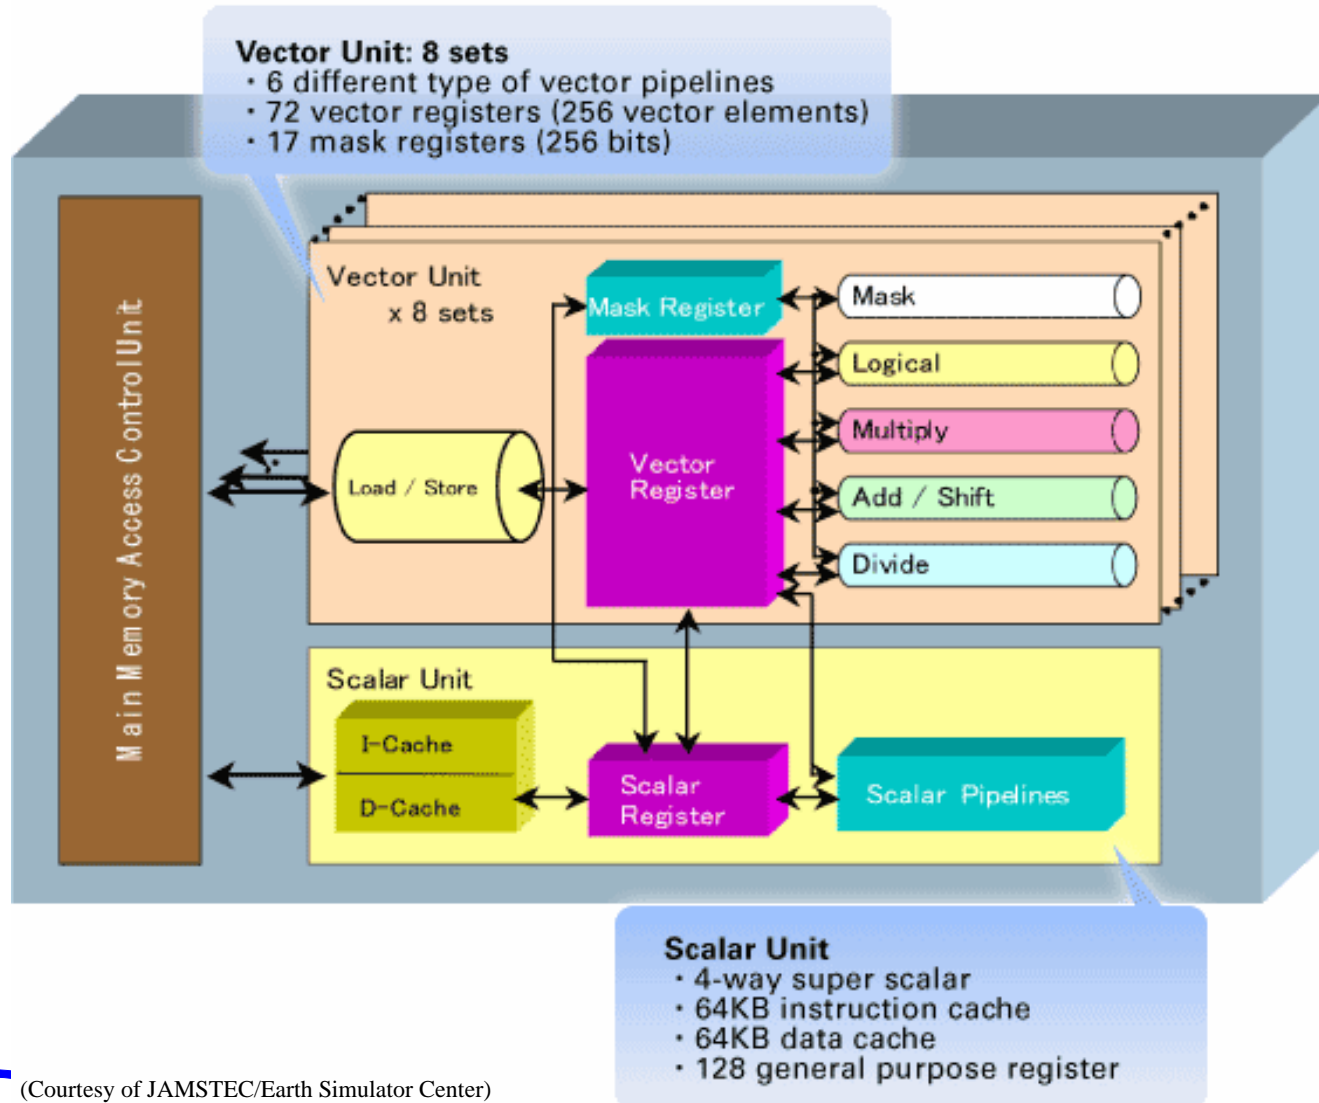 Vector Unit: 8 sets
・6 different type of vector pipelines
・72 vector registers (256 vector elements)
・17 mask registers (256 bits)
Main Memory Access Control Unit
Vector Unit
x 8 sets
Mask Register
Vector
Register
Load / Store
Mask
Logical
Multiply
Add / Shift
Divide
Scalar Unit
I-Cache
D-Cache
Scalar
Register
Scalar Pipelines
Scalar Unit
・4-way super scalar
・64KB instruction cache
・64KB data cache
・128 general purpose register
(Courtesy of JAMSTEC/Earth Simulator Center)